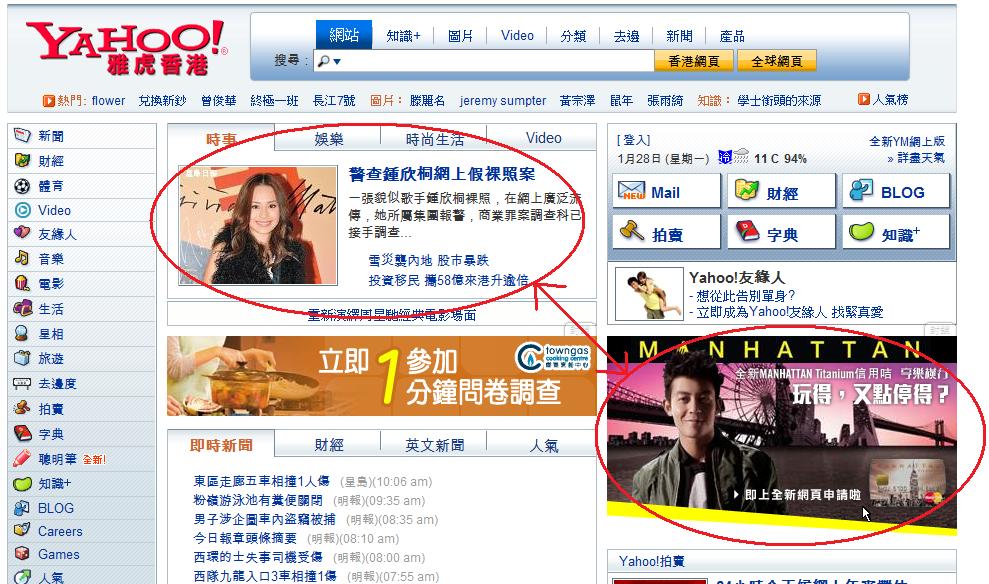 YAHOO!
雅虎香港
網站 知識+ 圖片 Video 分類 去邊 新聞 產品
搜尋：
香港網頁 全球網頁
熱門: flower 兌換新鈔 曾俊華 終極一班 長江7號 圖片： 滕麗名 jeremy sumpter 黃宗澤 鼠年 張雨綺 知識： 學士街頭的來源
人氣榜
新聞
財經
體育
Video
友緣人
音樂
電影
生活
星相
旅遊
去邊度
拍賣
字典
聰明筆 全新!
知識+
BLOG
Careers
Games
人氣
時事 娛樂 時尚生活 Video
警查鍾欣桐網上假裸照案
一張貌似歌手鍾欣桐裸照，在網上廣泛流
傳，她所屬集團報警，商業罪案調查科已
接手調查...
雪災襲內地 股市暴跌
投資移民 攜58億來港升逾倍
重新演繹周星馳經典電影場面
封鎖
立即1參加
分鐘問卷調查
towngas
cooking centre
即時新聞 財經 英文新聞 人氣
東區走廊五車相撞1人傷 (星島)(10:06 am)
粉嶺游泳池有糞便關閉 (明報)(09:35 am)
男子涉企圖車內盜竊被捕 (明報)(08:35 am)
今日報章頭條摘要 (明報)(08:10 am)
西環的士失事司機受傷 (明報)(08:00 am)
西隧九龍入口3車相撞1傷 (明報)(07:55 am)
[登入]
全新YM網上版
1月28日 (星期一) 11 C 94%
» 詳盡天氣
Mail 財經 BLOG
拍賣 字典 知識+
Yahoo!友緣人
- 想從此告別單身?
- 立即成為Yahoo!友緣人 找緊真愛
封鎖
MANHATTAN
全新MANHATTAN Titanium信用咭
玩得，又點停得？
即上全新網頁申請啦
Yahoo!拍賣